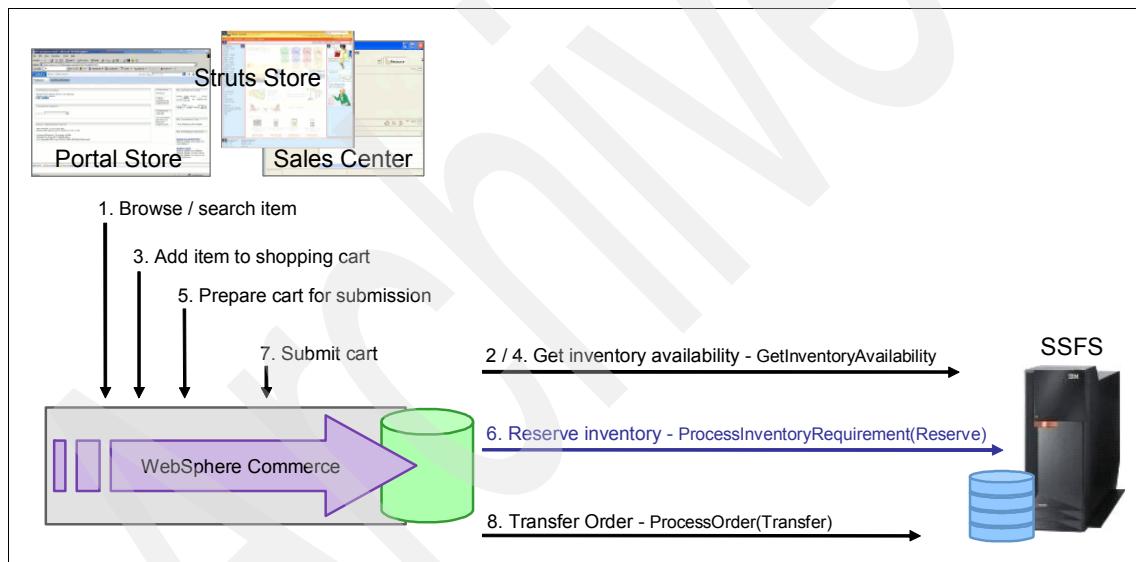 Struts Store
Portal Store
Sales Center
1. Browse / search item
3. Add item to shopping cart
5. Prepare cart for submission
7. Submit cart
2 / 4. Get inventory availability - GetInventoryAvailability
SSFS
IBM
6. Reserve inventory - ProcessInventoryRequirement(Reserve)
WebSphere Commerce
8. Transfer Order - ProcessOrder(Transfer)
Archive